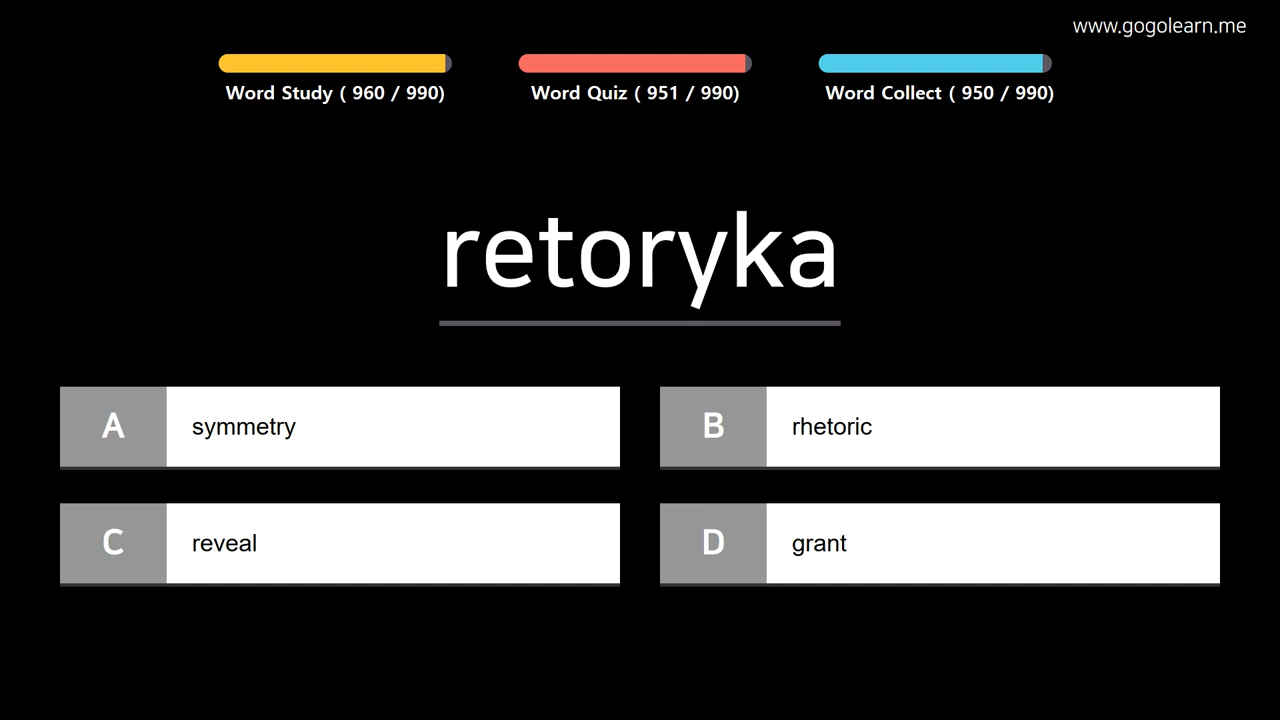 www.gogolearn.me
Word Study ( 960 / 990)
Word Quiz ( 951 / 990)
Word Collect ( 950 / 990)
retoryka
A symmetry
B rhetoric
C reveal
D grant